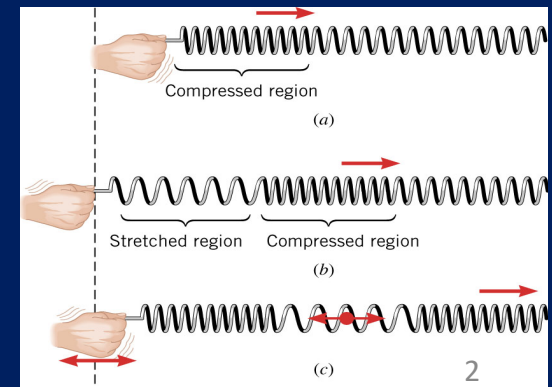 Compressed region
(a)
Stretched region Compressed region
(b)
(c)
2